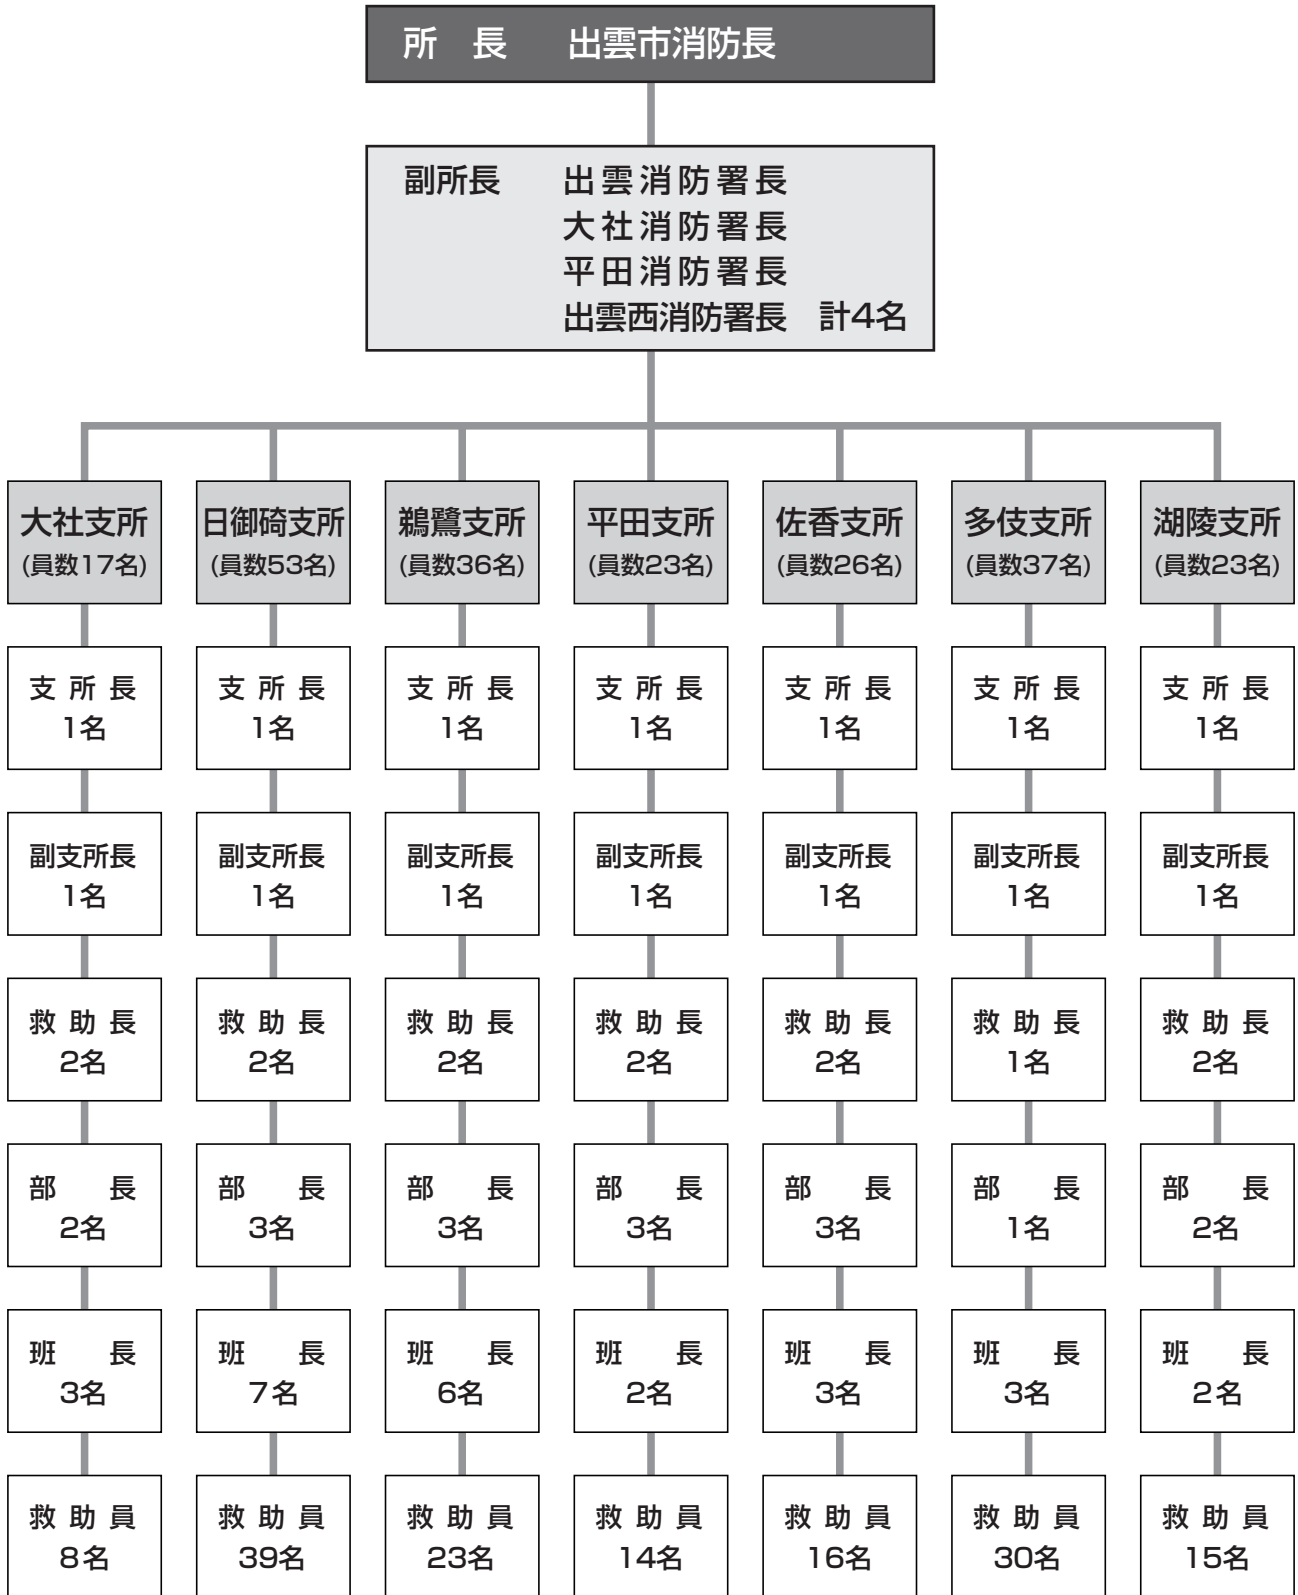 所　長　出雲市消防長
副所長　出雲消防署長
大社消防署長
平田消防署長
出雲西消防署長　計4名
大社支所
(員数17名)
日御碕支所
(員数53名)
鵜鷺支所
(員数36名)
平田支所
(員数23名)
佐香支所
(員数26名)
多伎支所
(員数37名)
湖陵支所
(員数23名)
支所長
1名
支所長
1名
支所長
1名
支所長
1名
支所長
1名
支所長
1名
支所長
1名
副支所長
1名
副支所長
1名
副支所長
1名
副支所長
1名
副支所長
1名
副支所長
1名
副支所長
1名
救助長
2名
救助長
2名
救助長
2名
救助長
2名
救助長
2名
救助長
1名
救助長
2名
部　長
2名
部　長
3名
部　長
3名
部　長
3名
部　長
3名
部　長
1名
部　長
2名
班　長
3名
班　長
7名
班　長
6名
班　長
2名
班　長
3名
班　長
3名
班　長
2名
救助員
8名
救助員
39名
救助員
23名
救助員
14名
救助員
16名
救助員
30名
救助員
15名